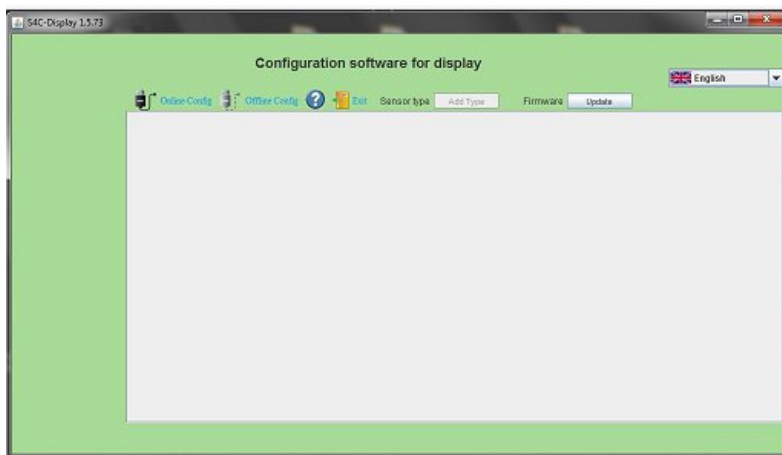 S4C-Display 1.5.73
Configuration software for display
English
Online Config Offline Config ? Exit Sensor type Add Type Firmware Update